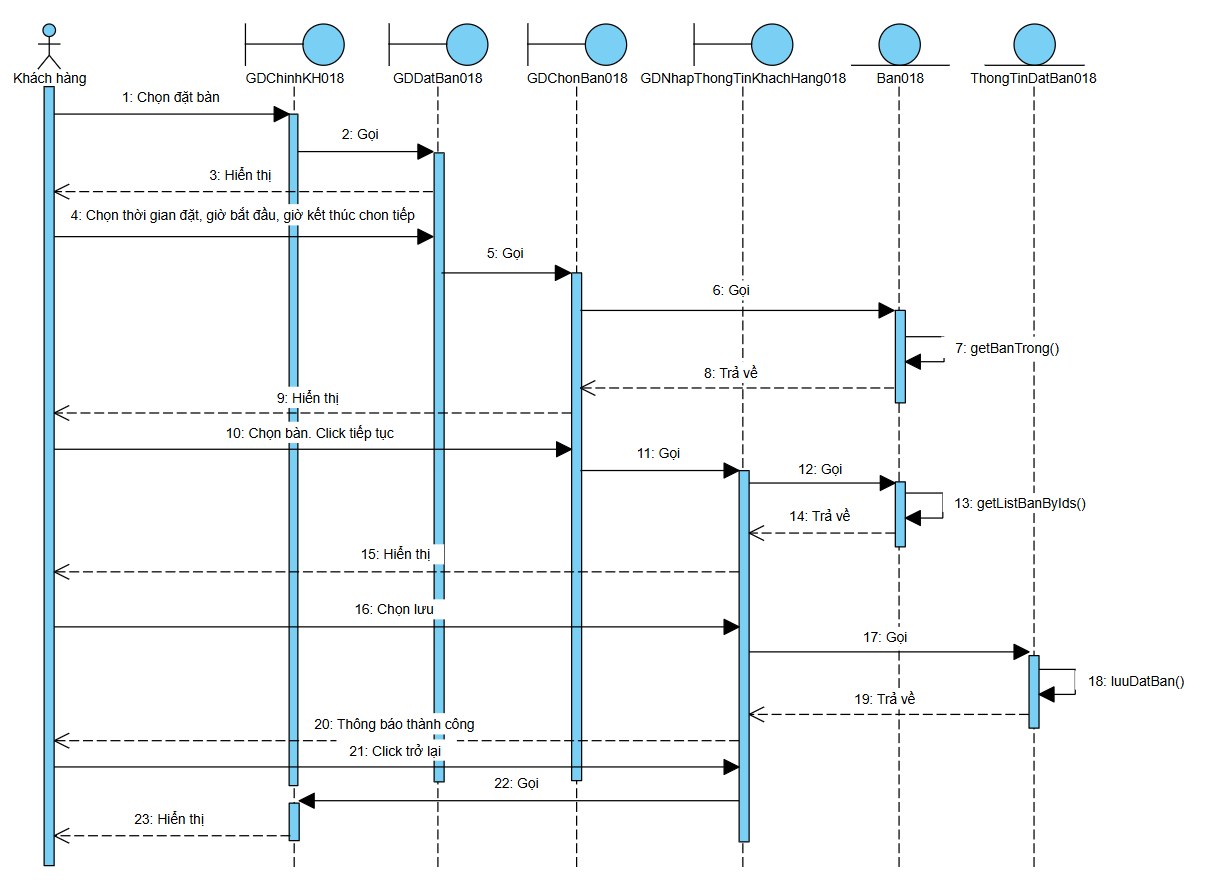 Khách hàng
GDChinhKH018
GDDatBan018
GDChonBan018
GDNhapThongTinKhachHang018
Ban018
ThongTinDatBan018
1: Chọn đặt bàn
2: Gọi
3: Hiển thị
4: Chọn thời gian đặt, giờ bắt đầu, giờ kết thúc chon tiếp
5: Gọi
6: Gọi
7: getBanTrong()
8: Trả về
9: Hiển thị
10: Chọn bàn. Click tiếp tục
11: Gọi
12: Gọi
13: getListBanByIds()
14: Trả về
15: Hiển thị
16: Chọn lưu
17: Gọi
18: luuDatBan()
19: Trả về
20: Thông báo thành công
21: Click trở lại
22: Gọi
23: Hiển thị